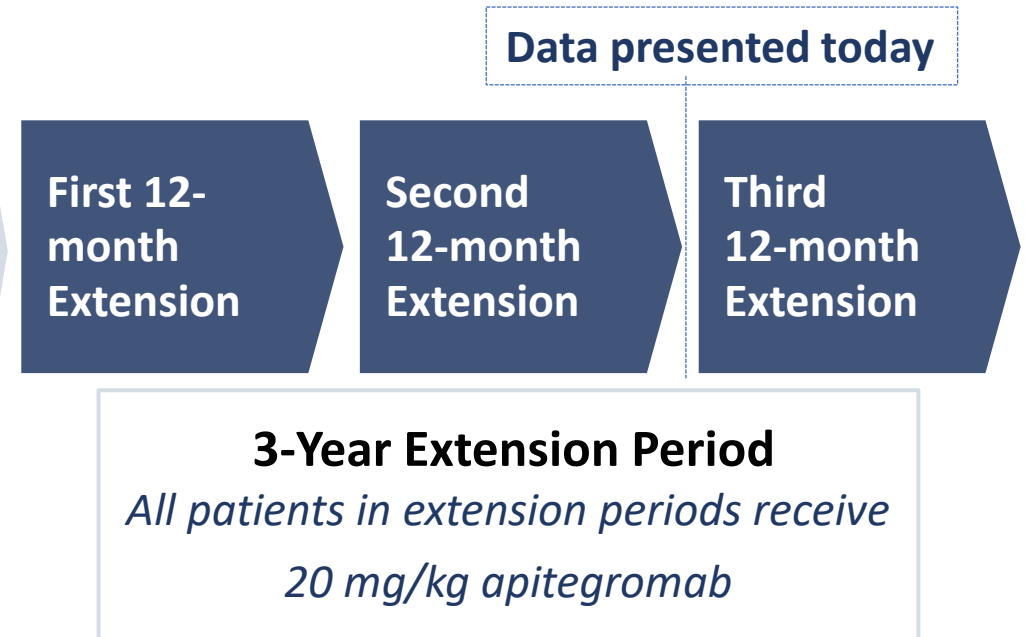 Data presented today
First 12-
month
Extension
Second
12-month
Extension
Third
12-month
Extension
3-Year Extension Period
All patients in extension periods receive
20 mg/kg apitegromab